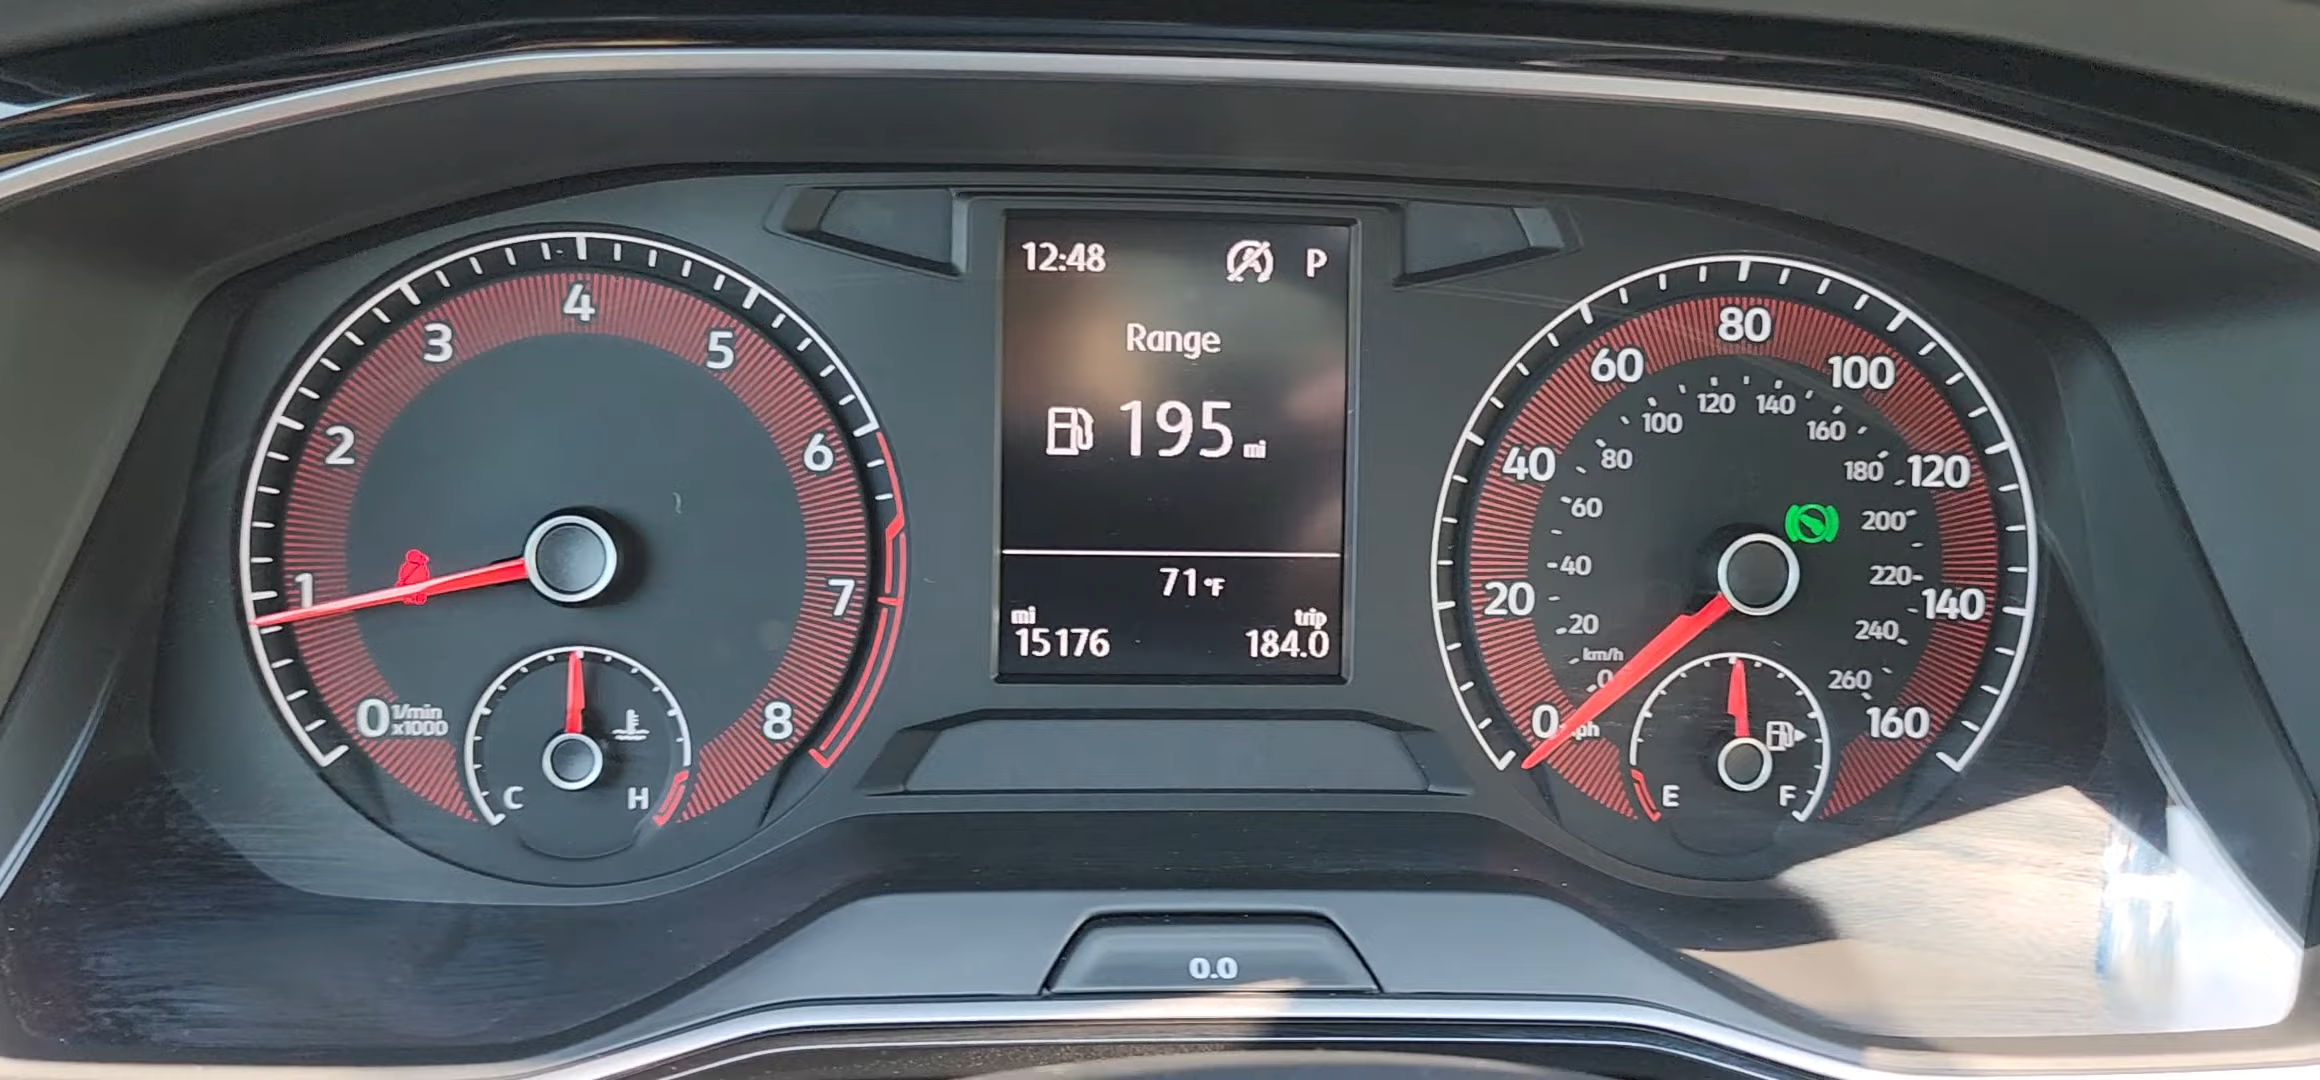 12:48 P
Range
195 mi
71°F
mi trip
15176 184.0
0 1 2 3 4 5 6 7 8
1/min
x1000
C H
0 20 40 60 80 100 120 140 160
mph
km/h
0 20 40 60 80 100 120 140 160 180 200 220 240 260
E F
0.0